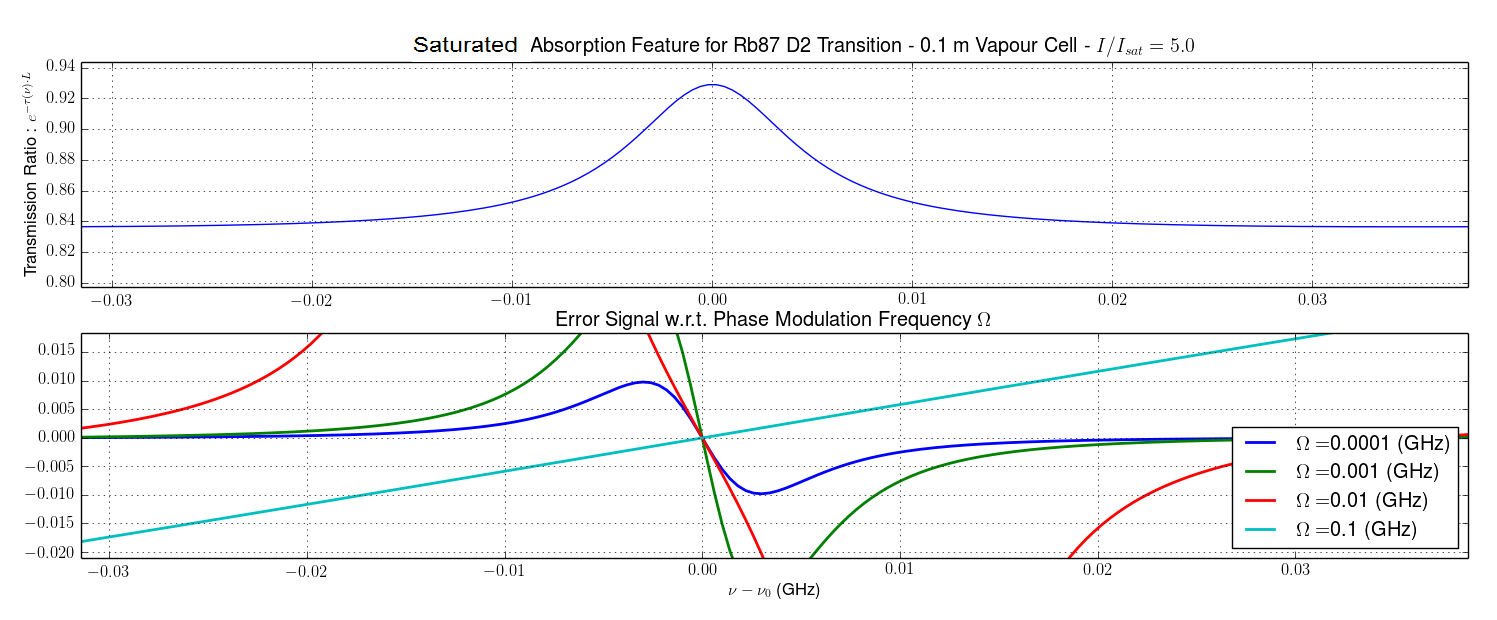 Saturated Absorption Feature for Rb87 D2 Transition - 0.1 m Vapour Cell - I/I_sat = 5.0
Transmission Ratio : e^{−τ(ν)·L}
0.94
0.92
0.90
0.88
0.86
0.84
0.82
0.80
−0.03 −0.02 −0.01 0.00 0.01 0.02 0.03
Error Signal w.r.t. Phase Modulation Frequency Ω
0.015
0.010
0.005
0.000
−0.005
−0.010
−0.015
−0.020
Ω =0.0001 (GHz)
Ω =0.001 (GHz)
Ω =0.01 (GHz)
Ω =0.1 (GHz)
−0.03 −0.02 −0.01 0.00 0.01 0.02 0.03
ν − ν₀ (GHz)